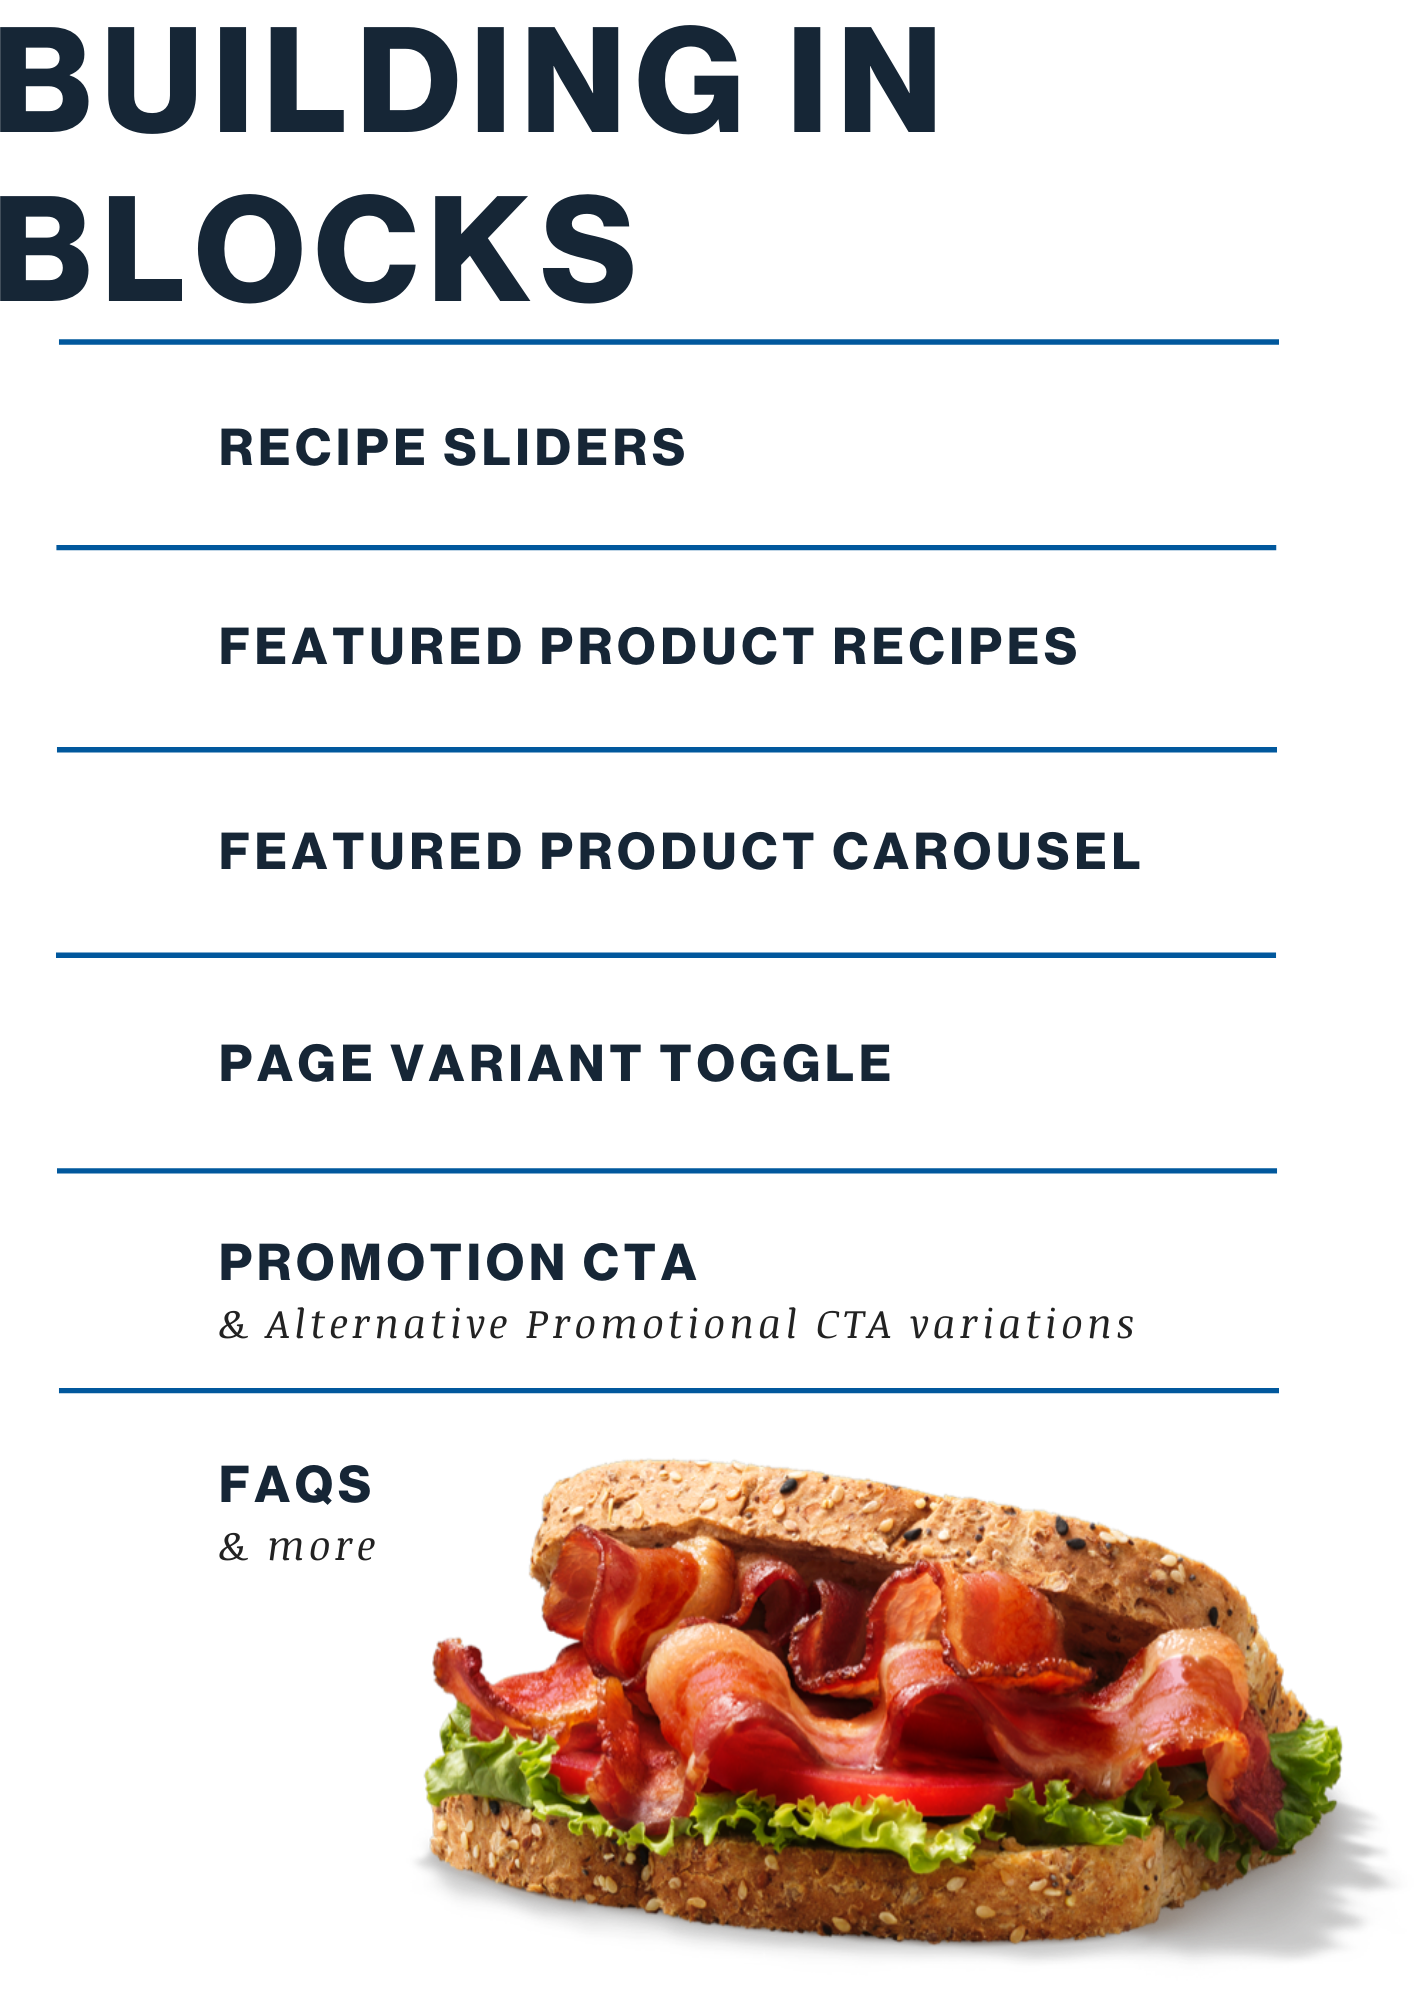 BUILDING IN
BLOCKS
RECIPE SLIDERS
FEATURED PRODUCT RECIPES
FEATURED PRODUCT CAROUSEL
PAGE VARIANT TOGGLE
PROMOTION CTA
& Alternative Promotional CTA variations
FAQS
& more